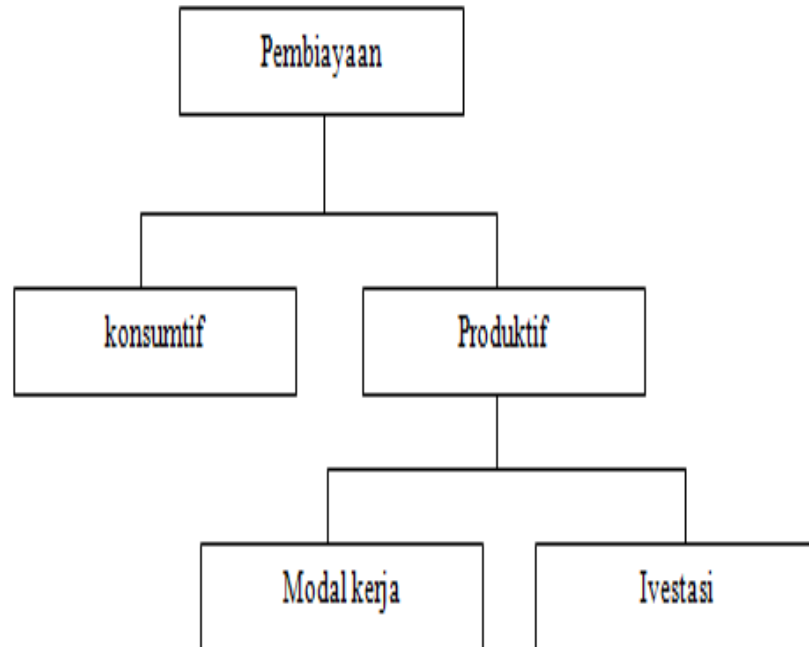 Pembiayaan
konsumtif
Produktif
Modal kerja
Ivestasi